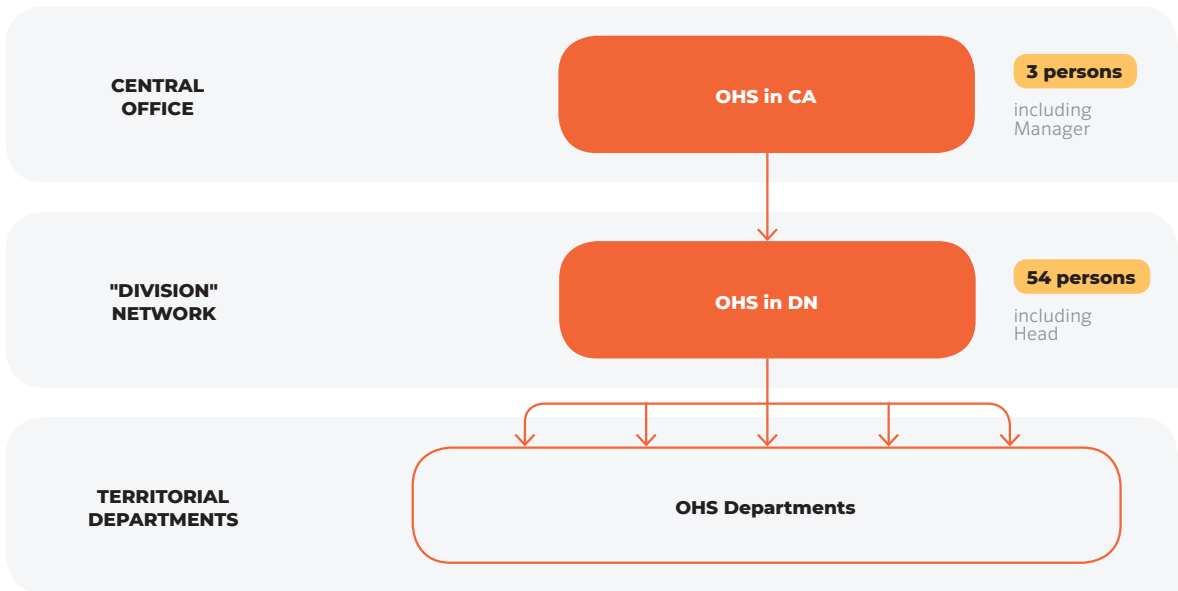 CENTRAL
OFFICE
OHS in CA
3 persons
including
Manager
"DIVISION"
NETWORK
OHS in DN
54 persons
including
Head
TERRITORIAL
DEPARTMENTS
OHS Departments